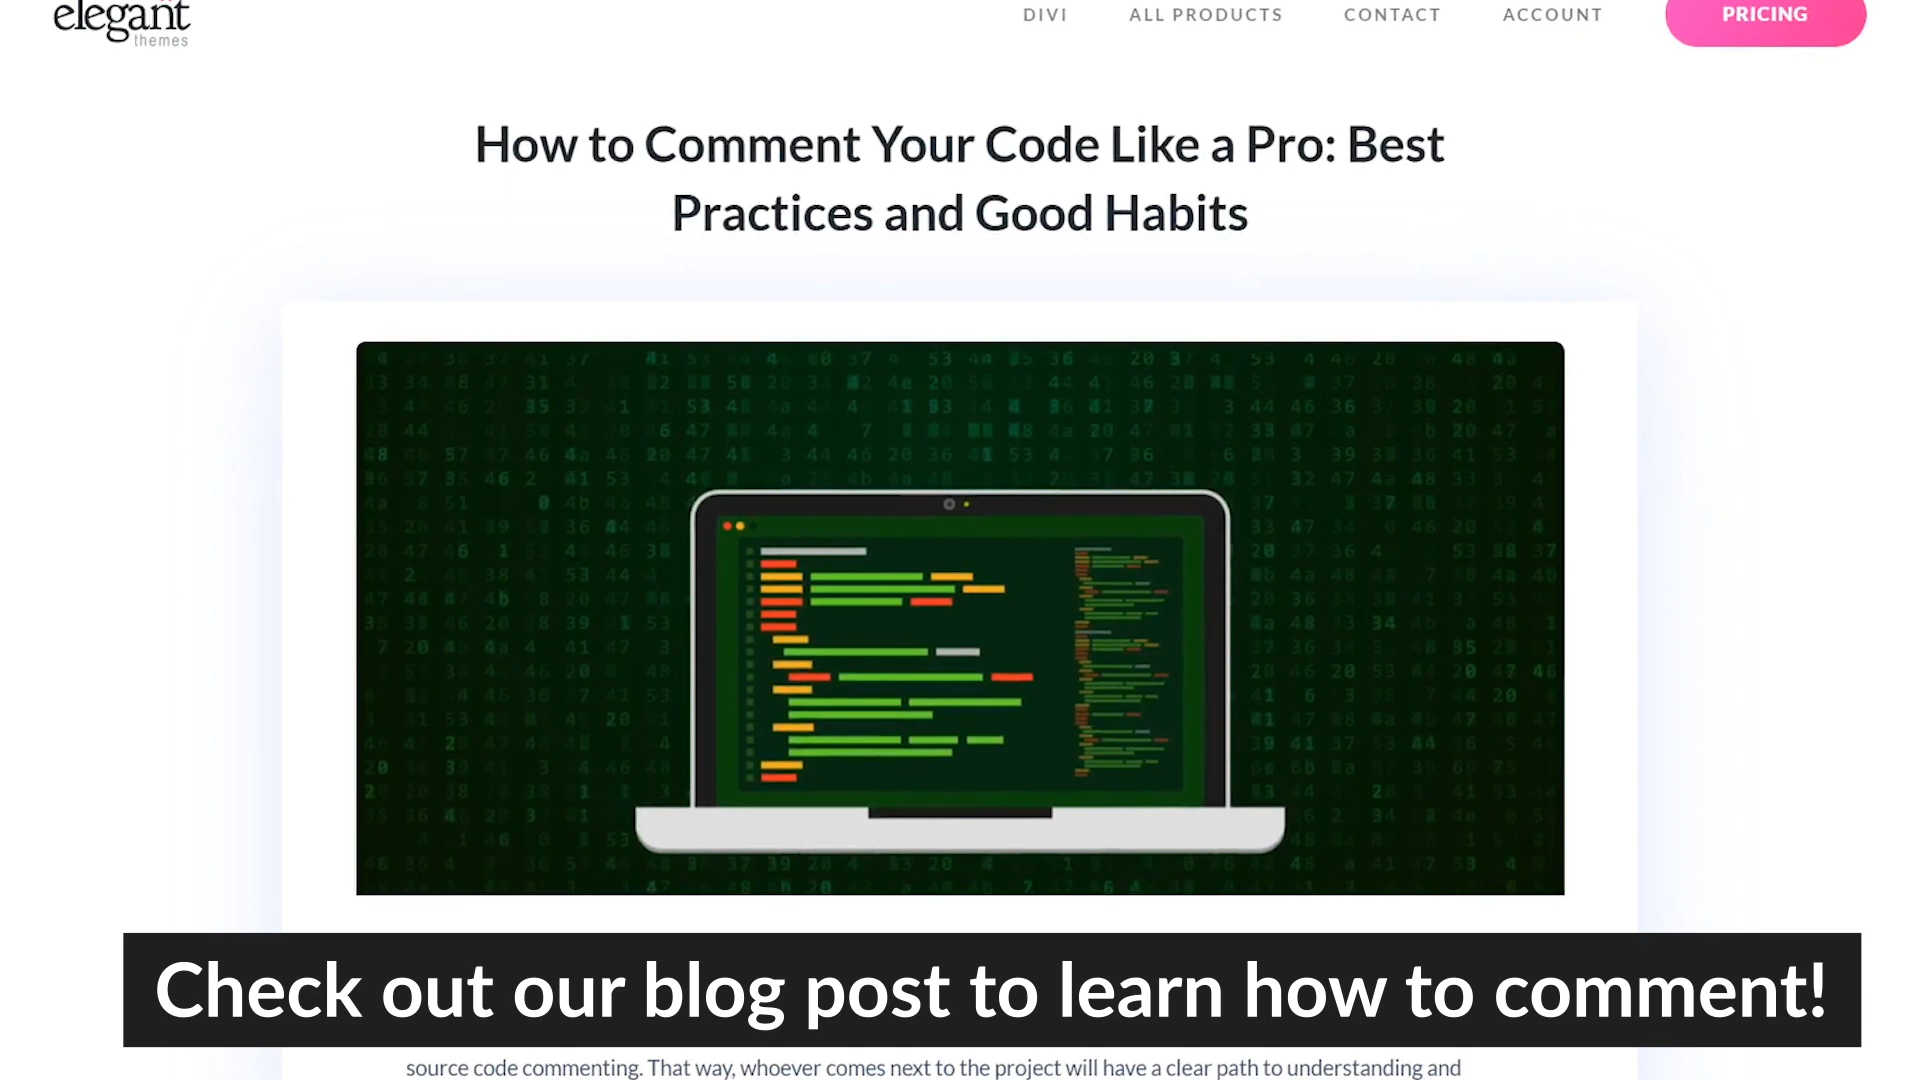 elegant
themes
DIVI
ALL PRODUCTS
CONTACT
ACCOUNT
PRICING
How to Comment Your Code Like a Pro: Best
Practices and Good Habits
Check out our blog post to learn how to comment!
source code commenting. That way, whoever comes next to the project will have a clear path to understanding and